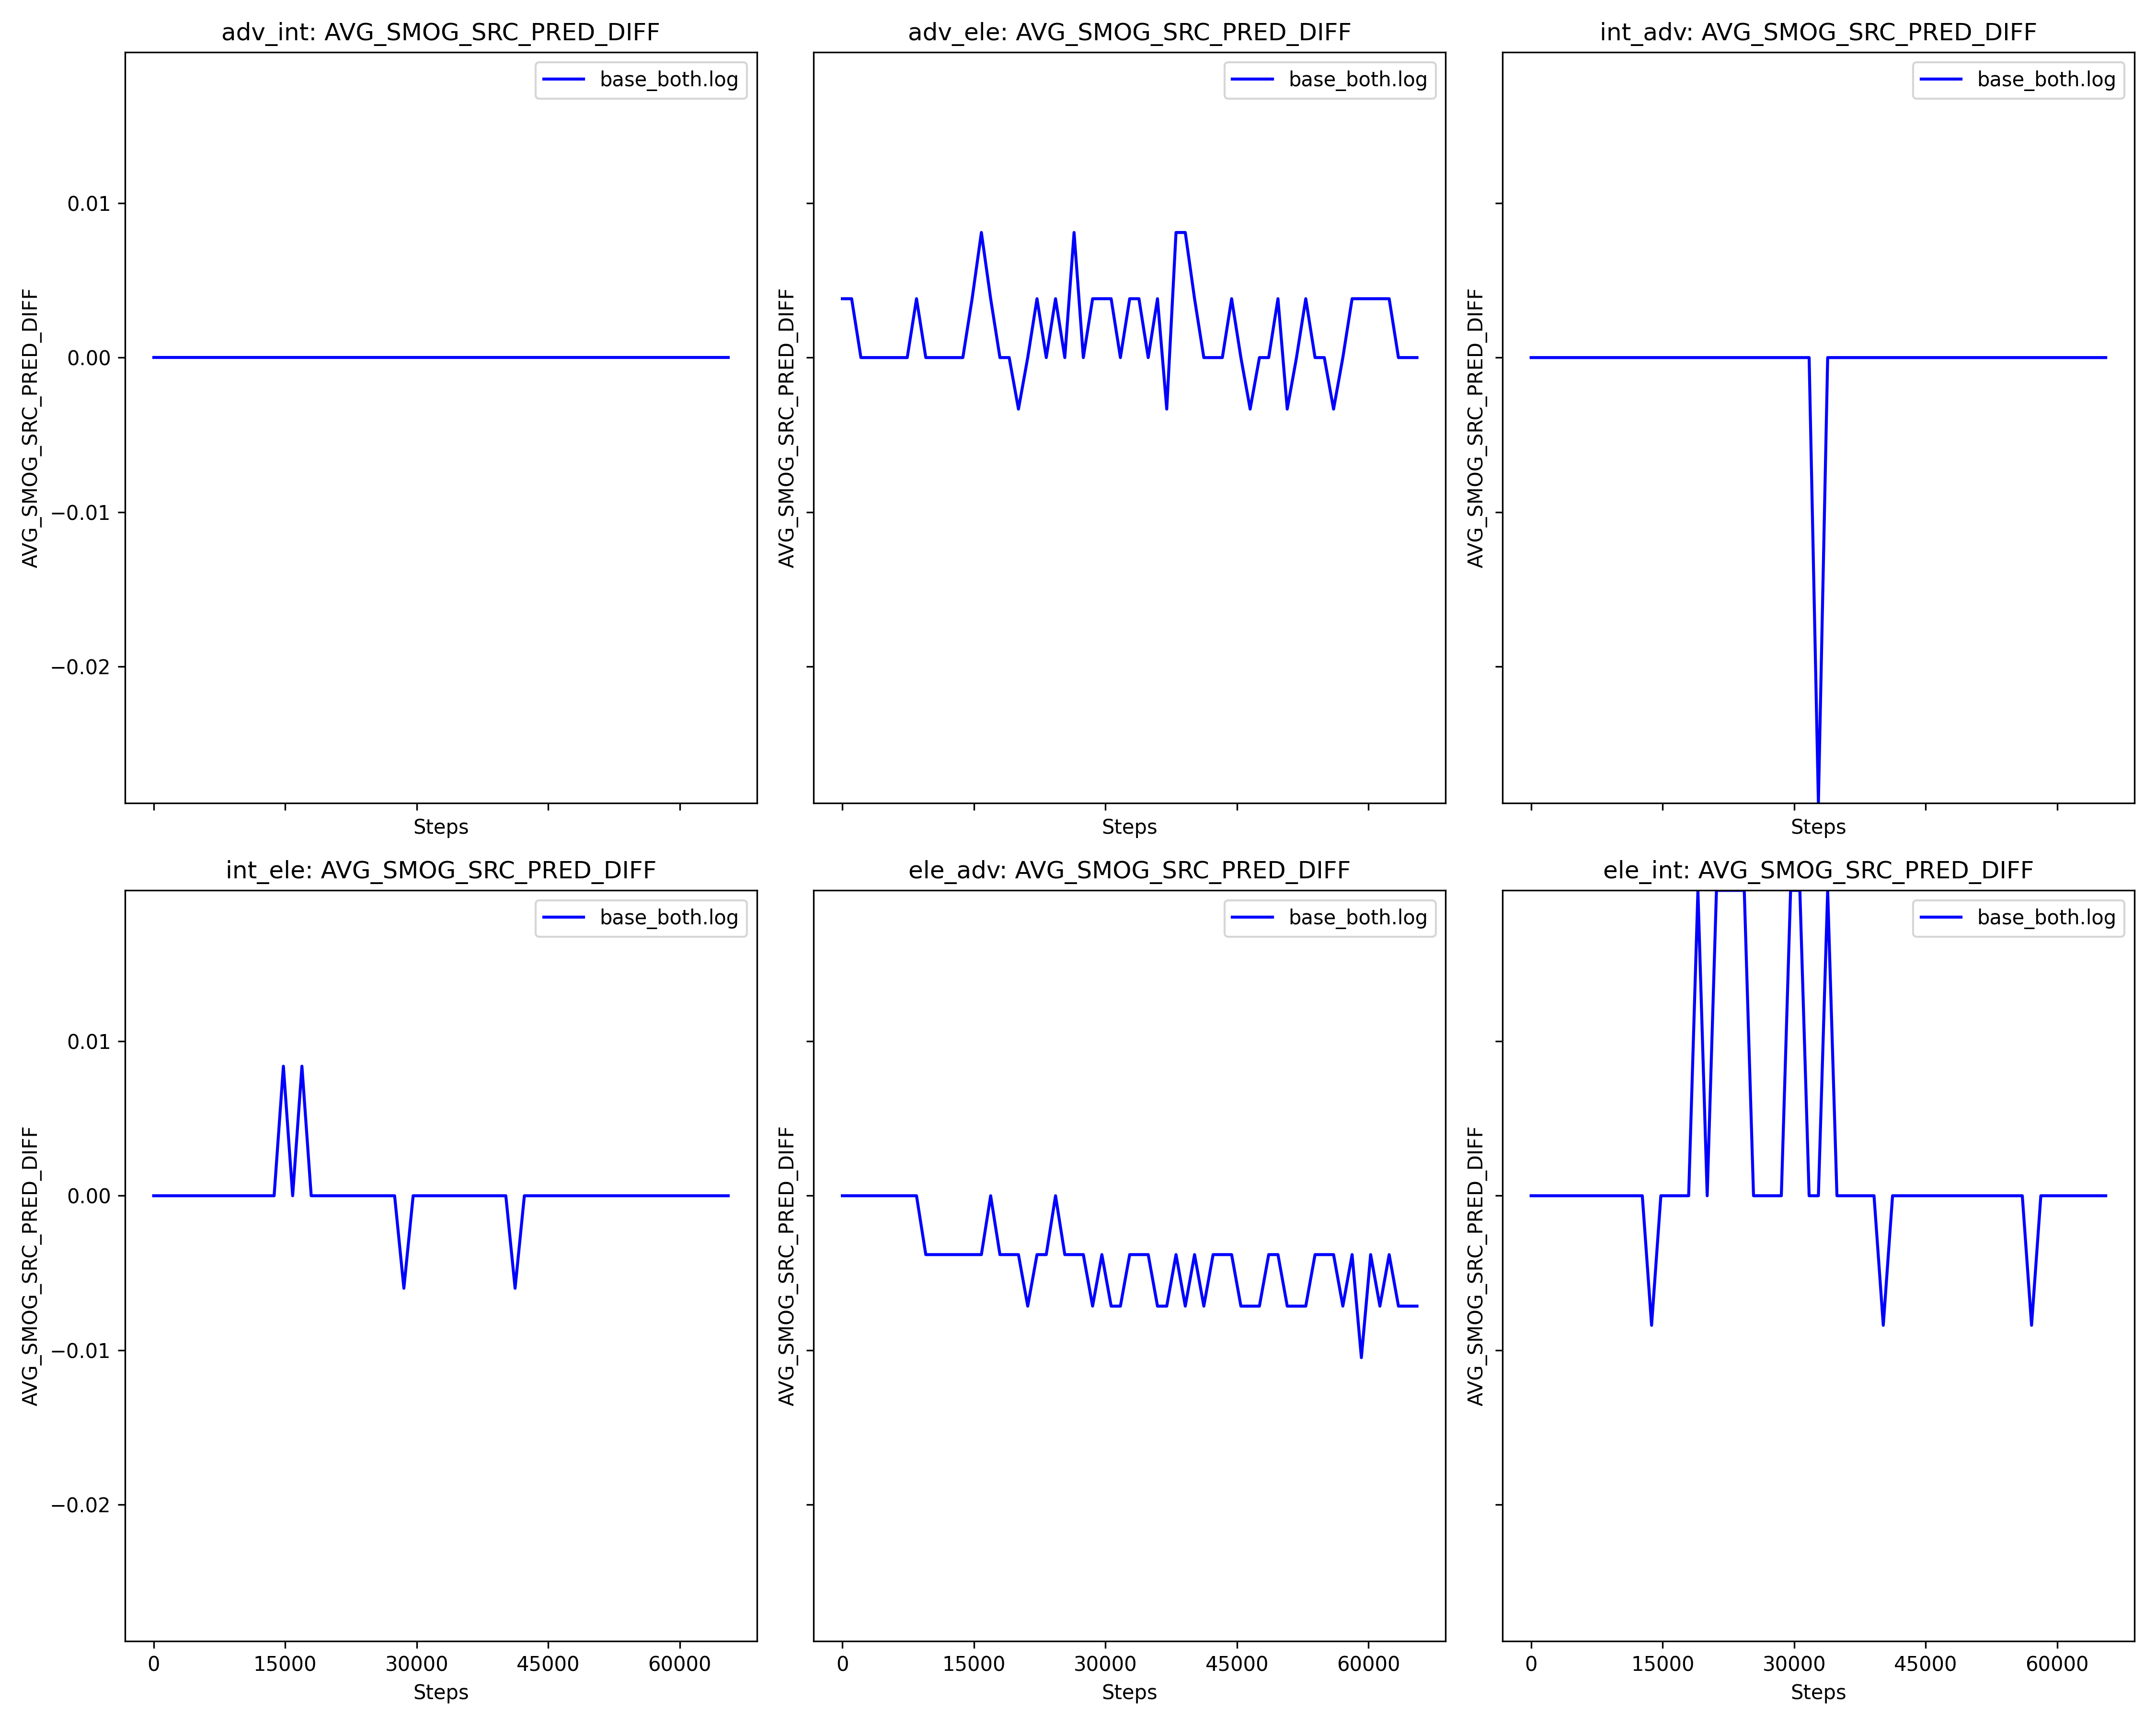 adv_int: AVG_SMOG_SRC_PRED_DIFF
adv_ele: AVG_SMOG_SRC_PRED_DIFF
int_adv: AVG_SMOG_SRC_PRED_DIFF
base_both.log
base_both.log
base_both.log
0.01
0.00
−0.01
−0.02
AVG_SMOG_SRC_PRED_DIFF
AVG_SMOG_SRC_PRED_DIFF
AVG_SMOG_SRC_PRED_DIFF
Steps
Steps
Steps
int_ele: AVG_SMOG_SRC_PRED_DIFF
ele_adv: AVG_SMOG_SRC_PRED_DIFF
ele_int: AVG_SMOG_SRC_PRED_DIFF
base_both.log
base_both.log
base_both.log
0.01
0.00
−0.01
−0.02
AVG_SMOG_SRC_PRED_DIFF
AVG_SMOG_SRC_PRED_DIFF
AVG_SMOG_SRC_PRED_DIFF
0 15000 30000 45000 60000
0 15000 30000 45000 60000
0 15000 30000 45000 60000
Steps
Steps
Steps